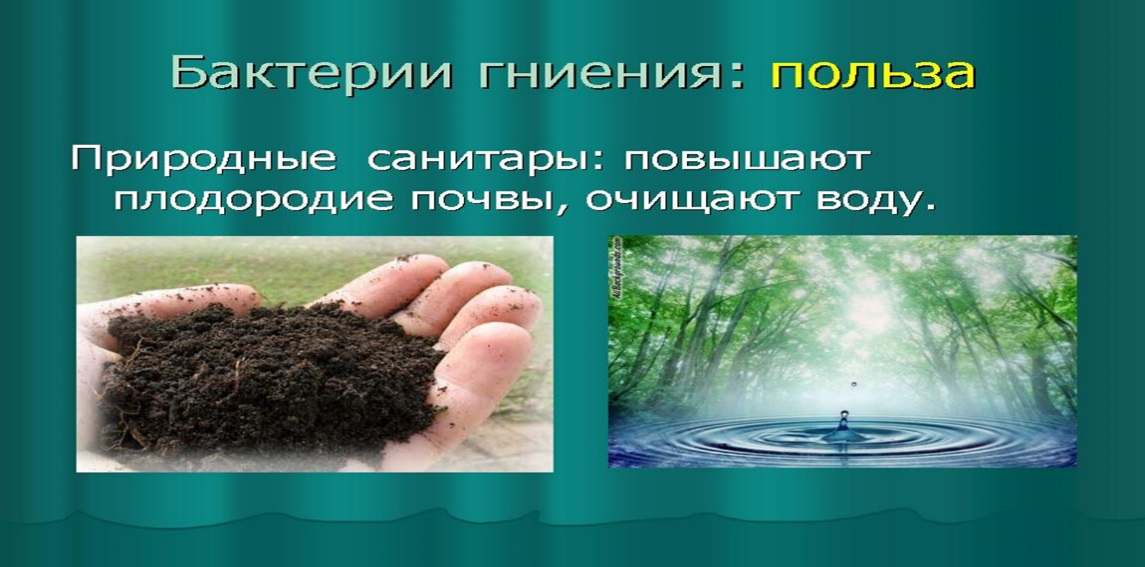 Бактерии гниения: польза
Природные санитары: повышают
плодородие почвы, очищают воду.